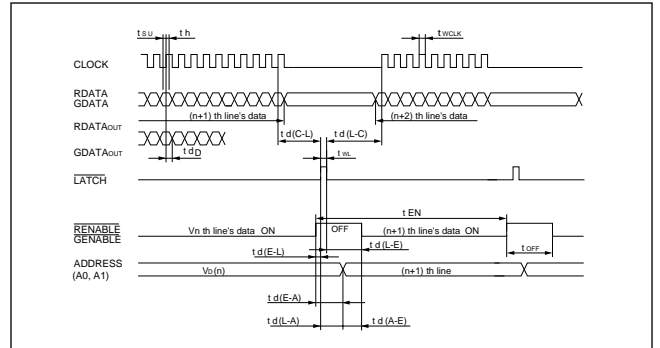 t SU t h
t WCLK
CLOCK
RDATA
GDATA
(n+1) th line's data
(n+2) th line's data
RDATAOUT
t d(C-L) t d(L-C)
GDATAOUT
t dD
t WL
LATCH
t EN
RENABLE
GENABLE
Vn th line's data ON
OFF
(n+1) th line's data ON
t d(L-E)
t OFF
t d(E-L)
ADDRESS
(A0, A1)
VD(n)
(n+1) th line
t d(E-A)
t d(L-A) t d(A-E)